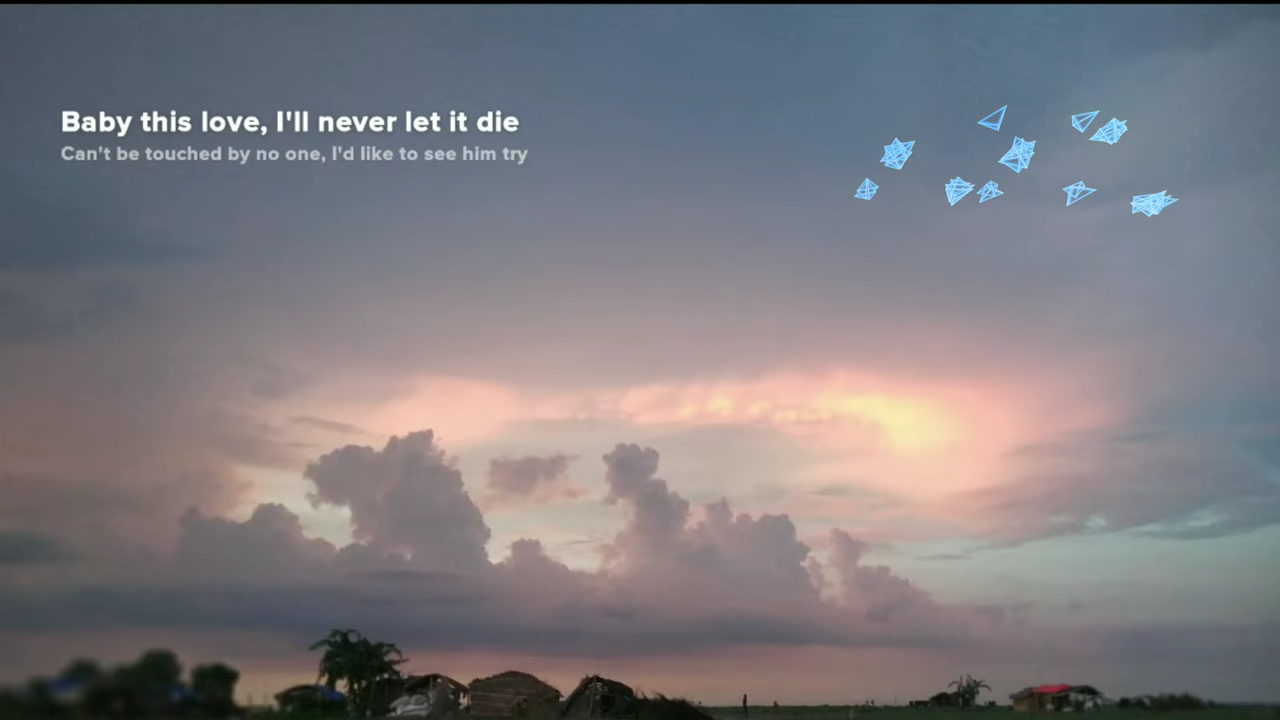 Baby this love, I'll never let it die
Can't be touched by no one, I'd like to see him try